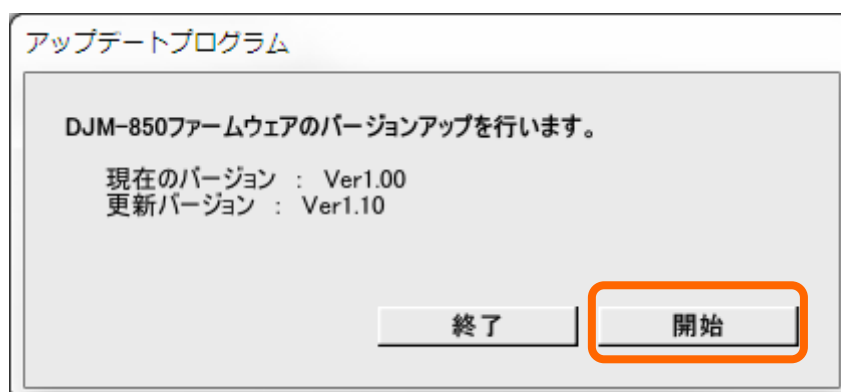 アップデートプログラム
DJM-850ファームウェアのバージョンアップを行います。
現在のバージョン : Ver1.00
更新バージョン : Ver1.10
終了 開始